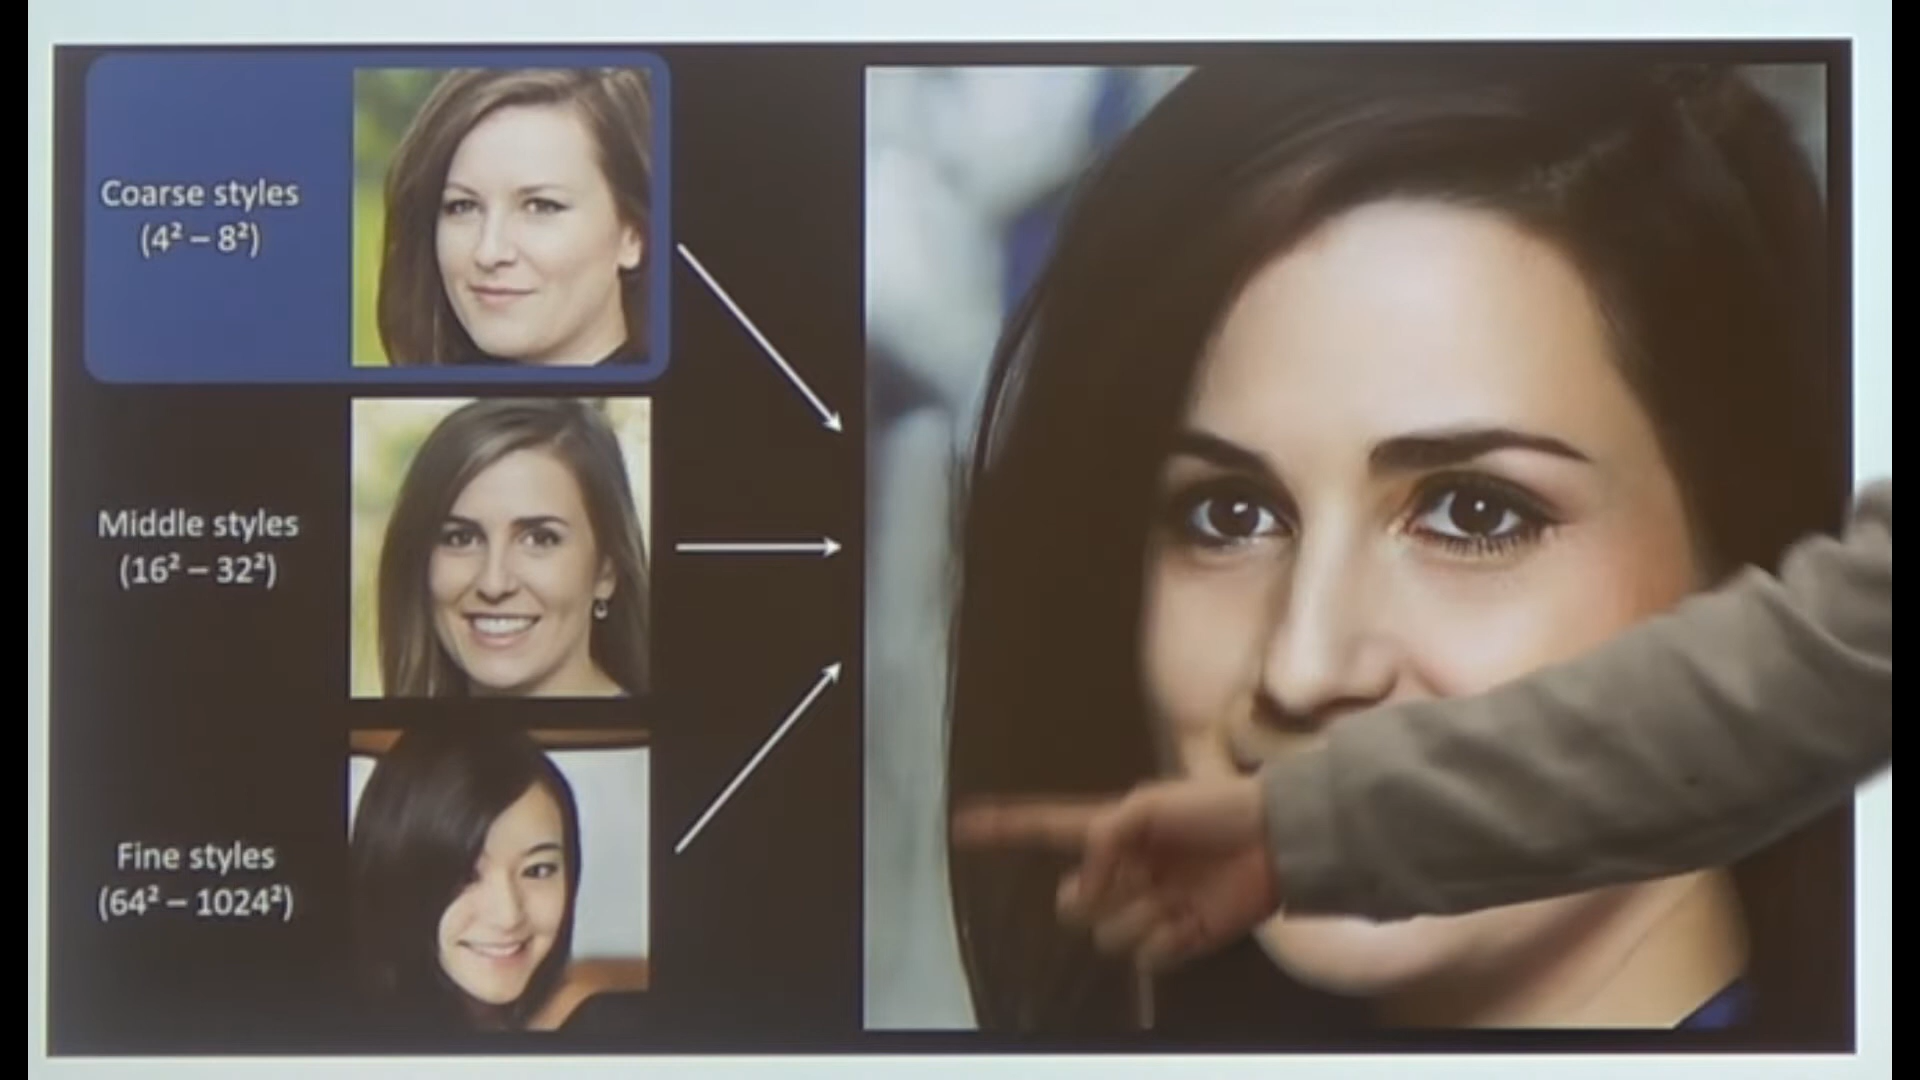 Coarse styles
(4² – 8²)
Middle styles
(16² – 32²)
Fine styles
(64² – 1024²)